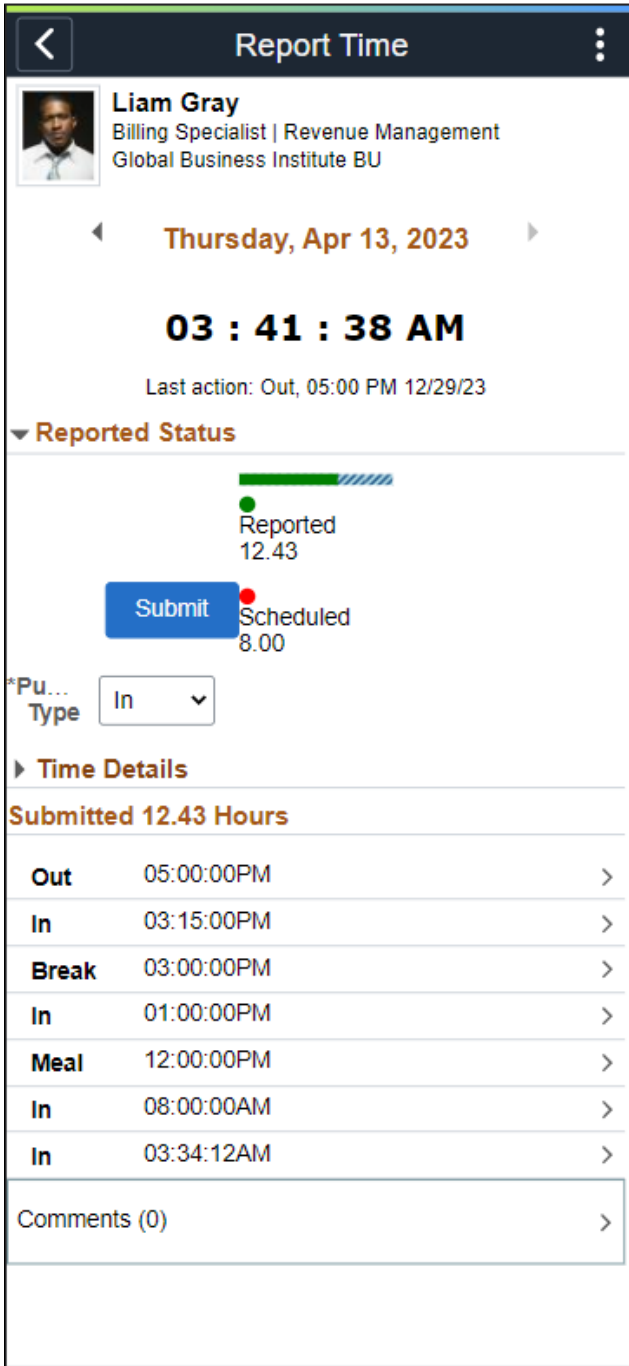 Report Time
Liam Gray
Billing Specialist | Revenue Management
Global Business Institute BU
Thursday, Apr 13, 2023
03 : 41 : 38 AM
Last action: Out, 05:00 PM 12/29/23
Reported Status
Reported
12.43
Submit
Scheduled
8.00
*Pu...
Type
In
Time Details
Submitted 12.43 Hours
Out 05:00:00PM
In 03:15:00PM
Break 03:00:00PM
In 01:00:00PM
Meal 12:00:00PM
In 08:00:00AM
In 03:34:12AM
Comments (0)